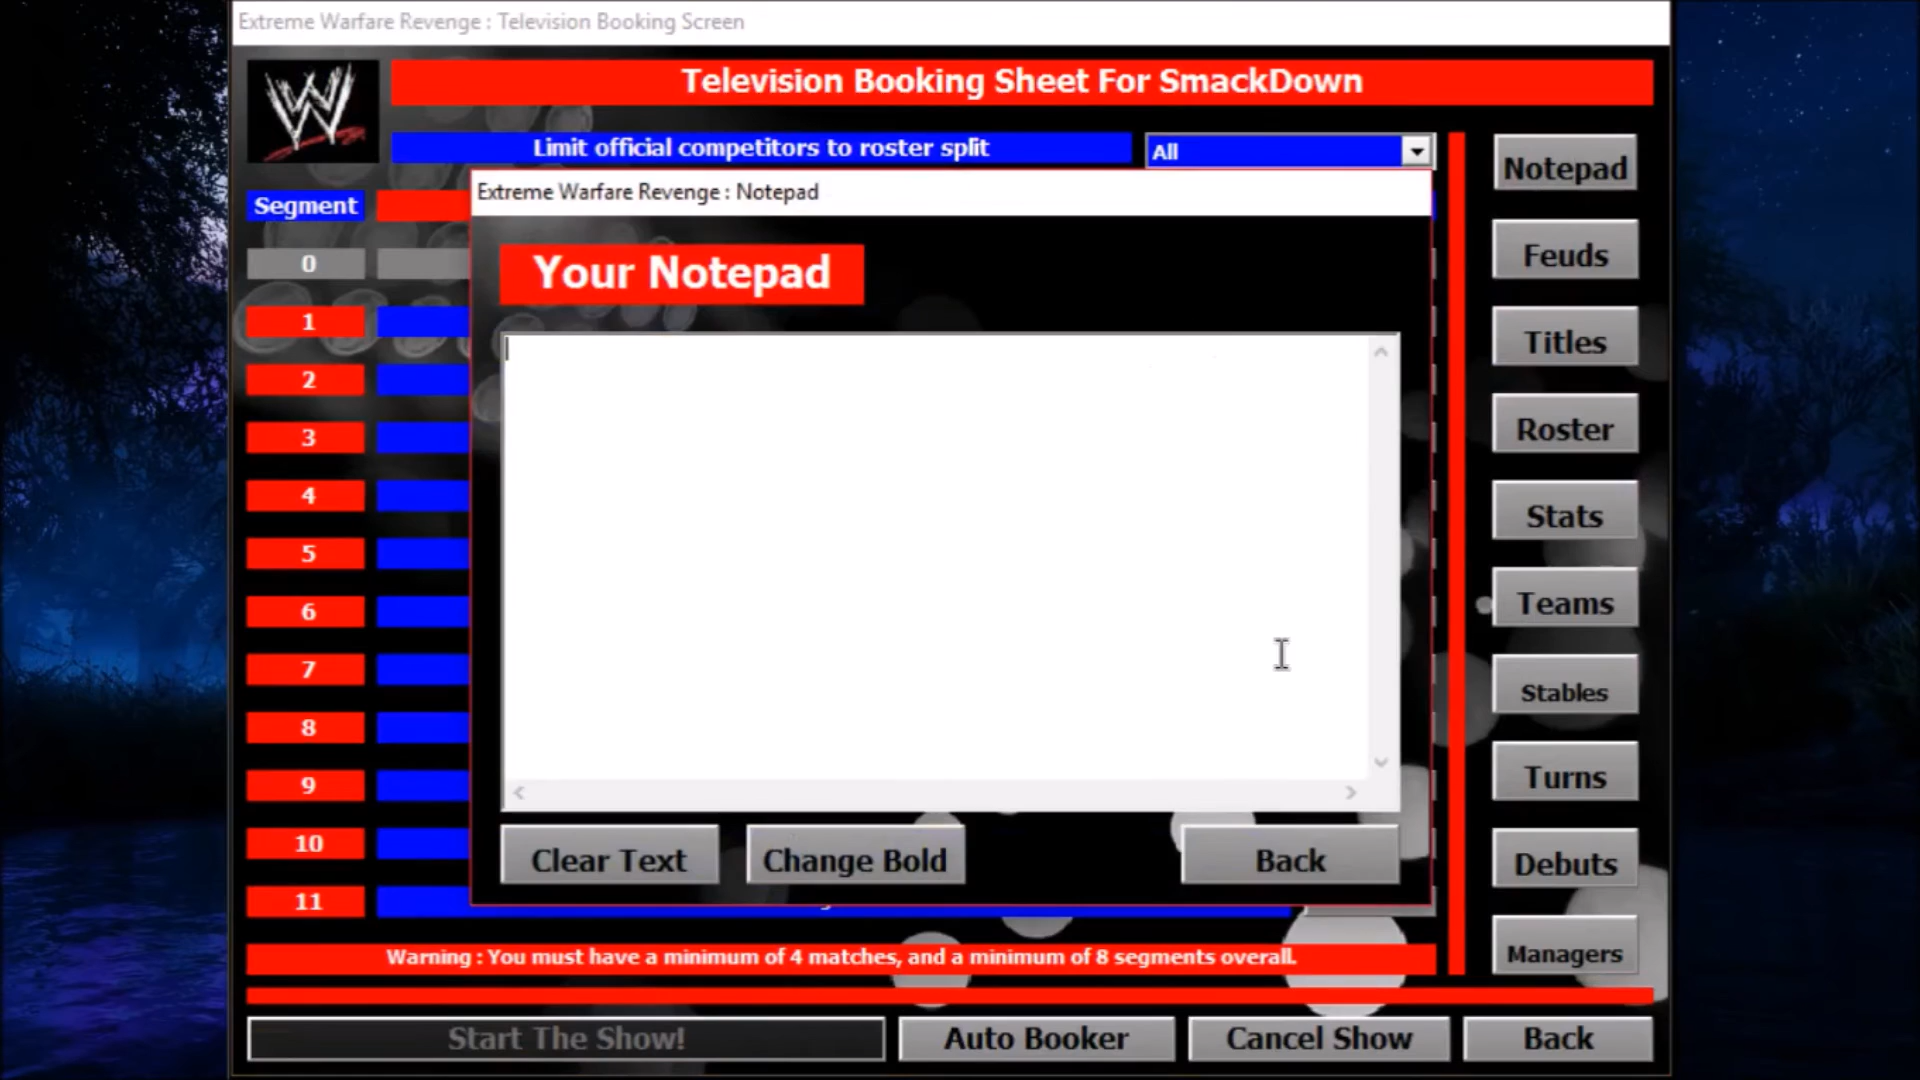 Extreme Warfare Revenge : Television Booking Screen
W
Television Booking Sheet For SmackDown
Limit official competitors to roster split
All
Notepad
Extreme Warfare Revenge : Notepad
Segment
Feuds
Your Notepad
0
1
Titles
2
Roster
3
4
Stats
5
Teams
6
7
Stables
8
Turns
9
10
Clear Text
Change Bold
Back
Debuts
11
Warning : You must have a minimum of 4 matches, and a minimum of 8 segments overall.
Managers
Start The Show!
Auto Booker
Cancel Show
Back